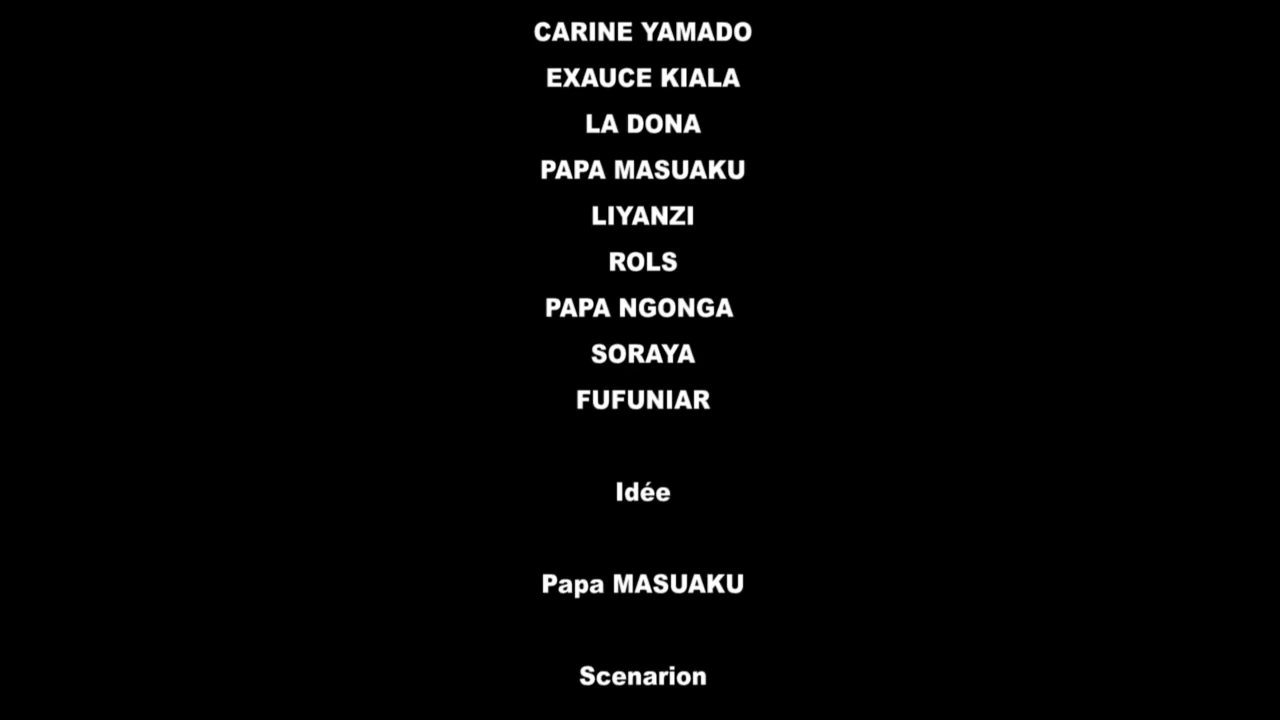 CARINE YAMADO
EXAUCE KIALA
LA DONA
PAPA MASUAKU
LIYANZI
ROLS
PAPA NGONGA
SORAYA
FUFUNIAR
Idée
Papa MASUAKU
Scenarion